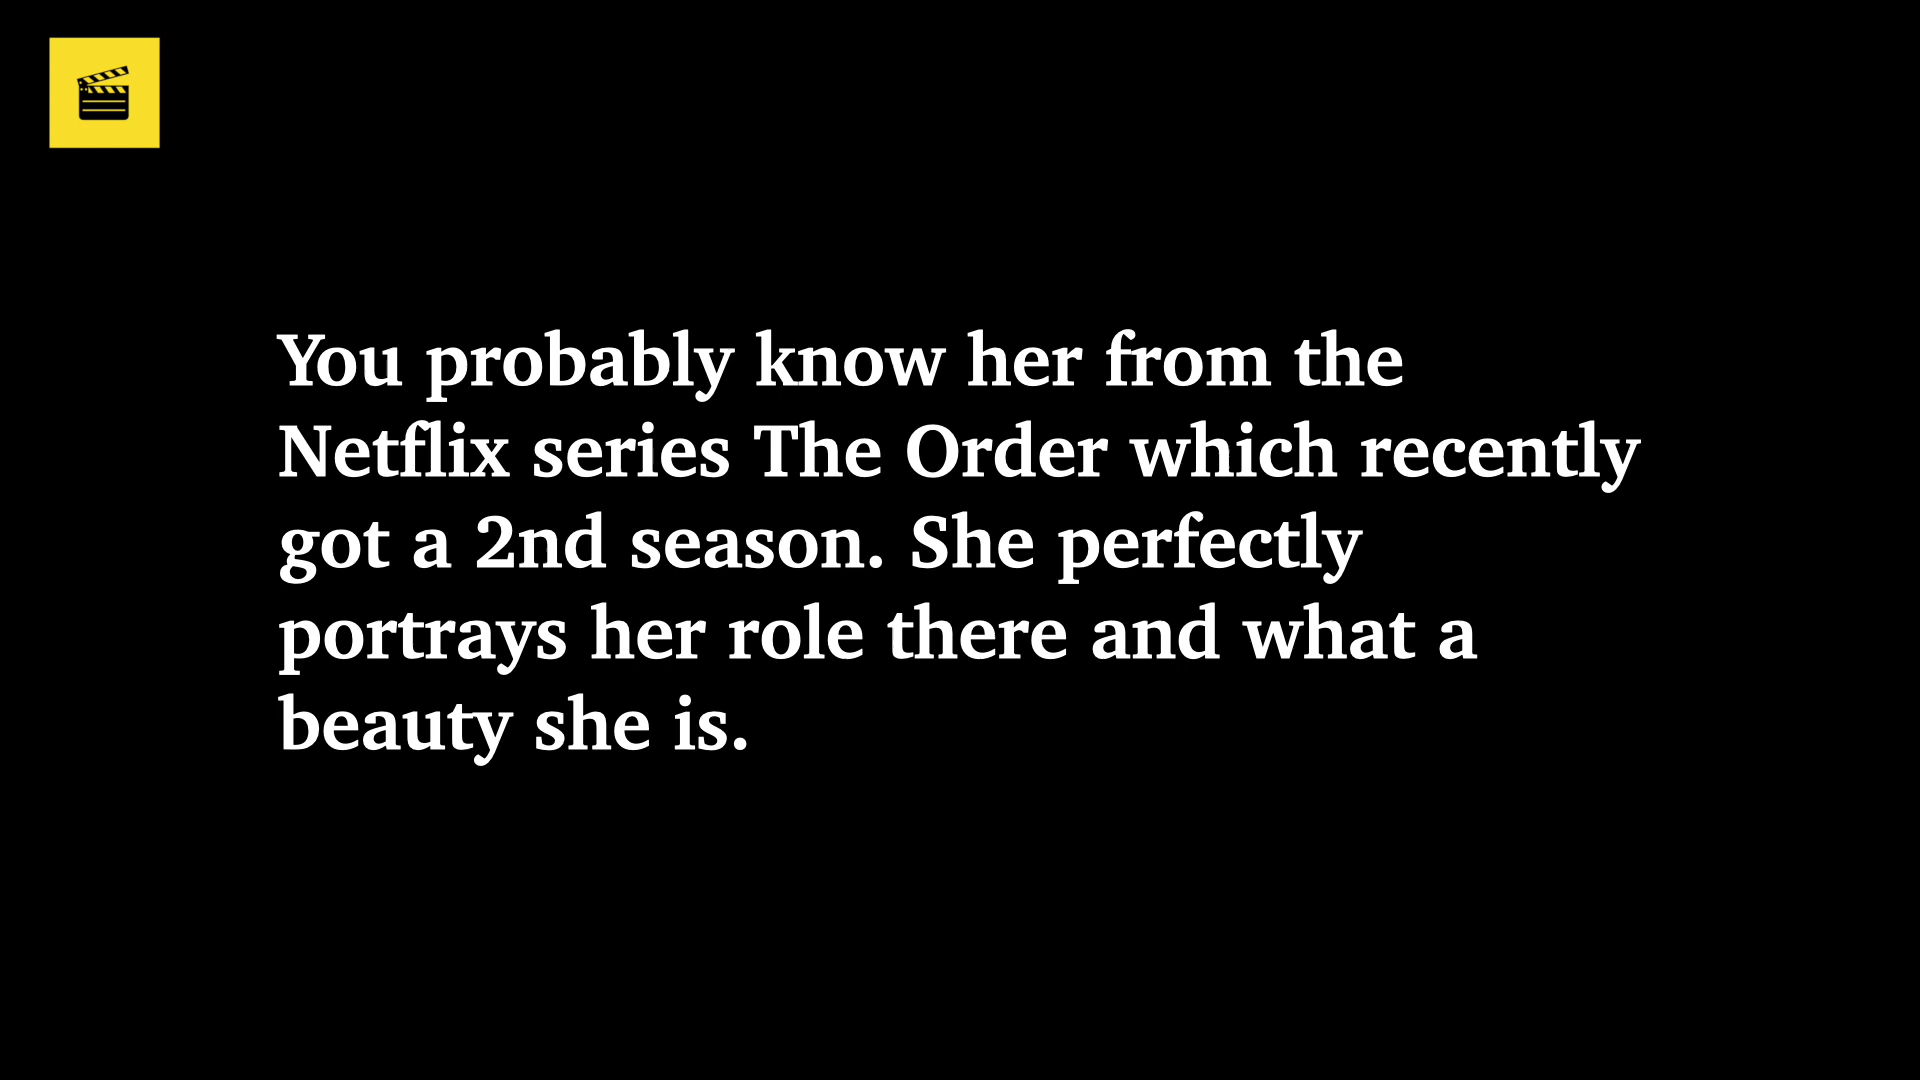 You probably know her from the
Netflix series The Order which recently
got a 2nd season. She perfectly
portrays her role there and what a
beauty she is.